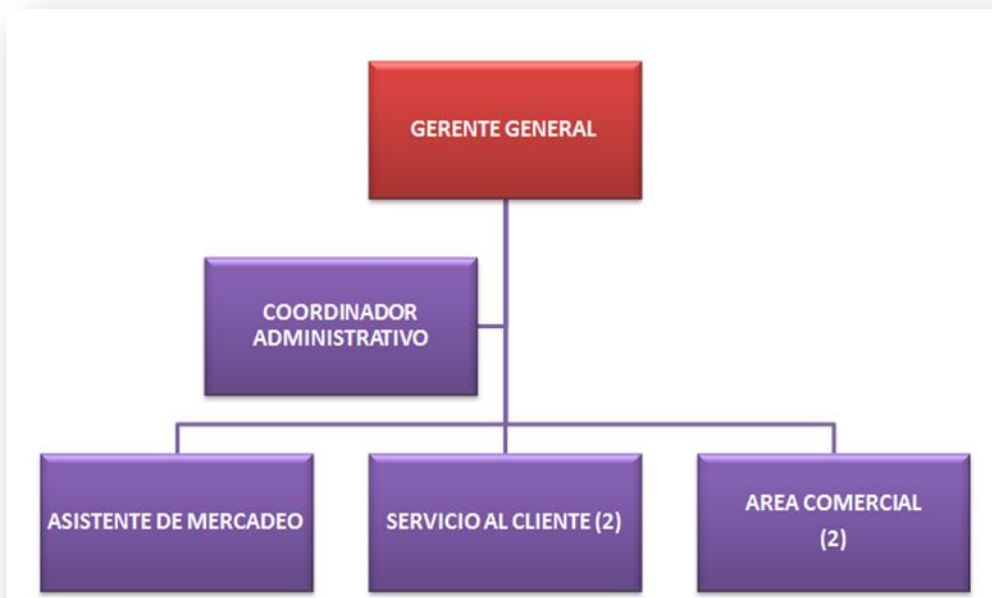 GERENTE GENERAL
COORDINADOR
ADMINISTRATIVO
ASISTENTE DE MERCADEO
SERVICIO AL CLIENTE (2)
AREA COMERCIAL
(2)